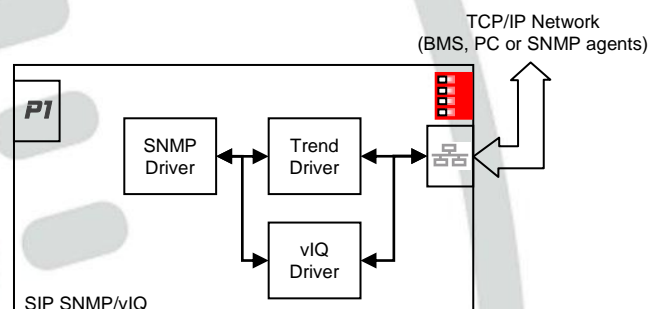 TCP/IP Network
(BMS, PC or SNMP agents)
P1
SNMP
Driver
Trend
Driver
vIQ
Driver
SIP SNMP/vIQ